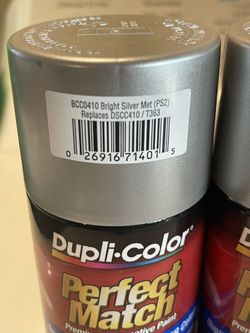 BCC0410 Bright Silver Met (PS2)
Replaces DSCC410 / T363
0 26916 71401 5
Dupli-Color
Perfect
Match